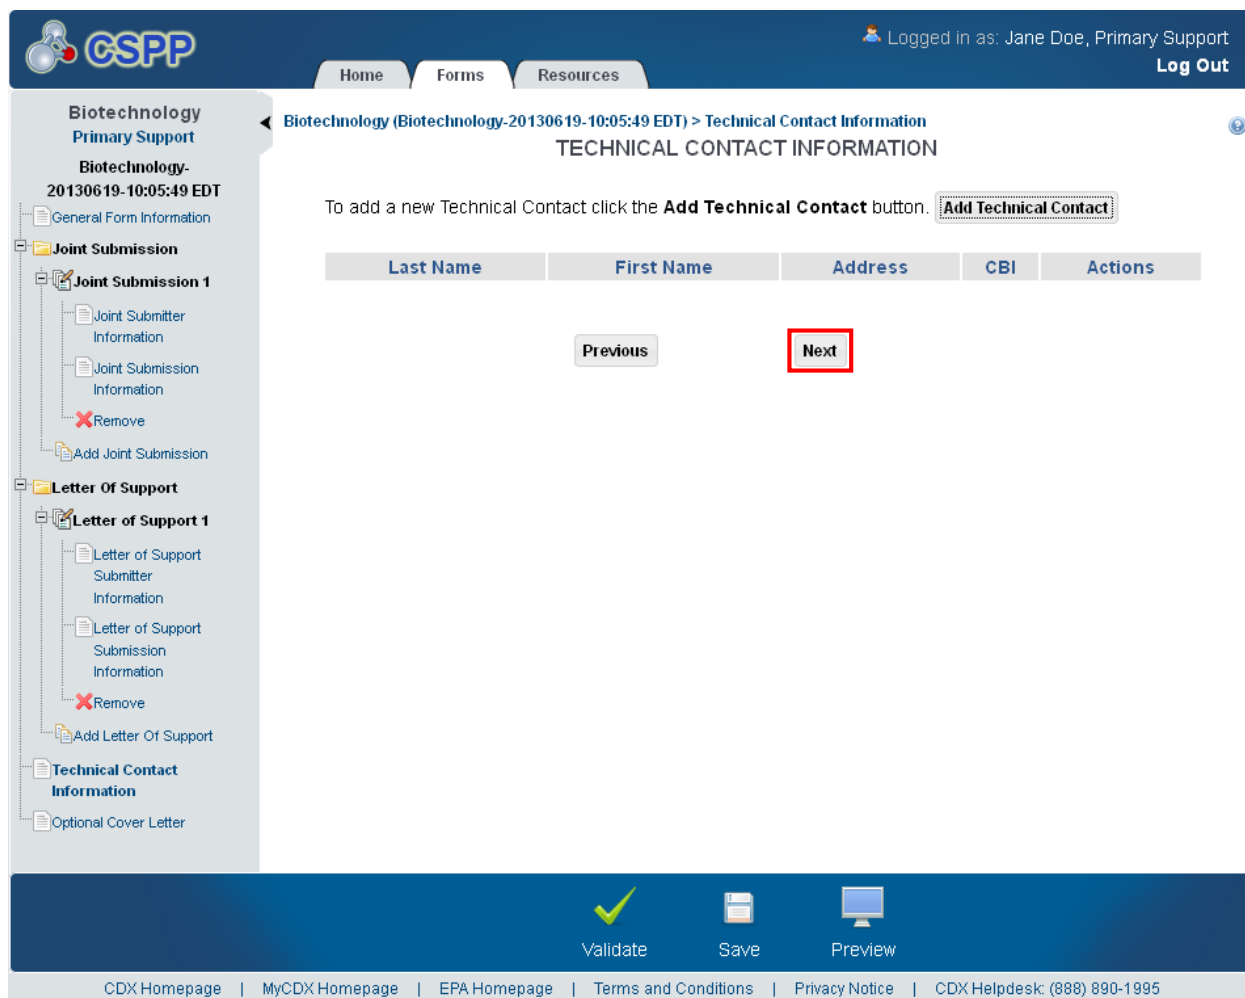 CSPP
Logged in as: Jane Doe, Primary Support
Log Out
Home Forms Resources
Biotechnology
Primary Support
Biotechnology-
20130619-10:05:49 EDT
General Form Information
Joint Submission
Joint Submission 1
Joint Submitter
Information
Joint Submission
Information
Remove
Add Joint Submission
Letter Of Support
Letter of Support 1
Letter of Support
Submitter
Information
Letter of Support
Submission
Information
Remove
Add Letter Of Support
Technical Contact
Information
Optional Cover Letter
Biotechnology (Biotechnology-20130619-10:05:49 EDT) > Technical Contact Information
TECHNICAL CONTACT INFORMATION
To add a new Technical Contact click the Add Technical Contact button. Add Technical Contact
Last Name First Name Address CBI Actions
Previous Next
Validate Save Preview
CDX Homepage | MyCDX Homepage | EPA Homepage | Terms and Conditions | Privacy Notice | CDX Helpdesk: (888) 890-1995